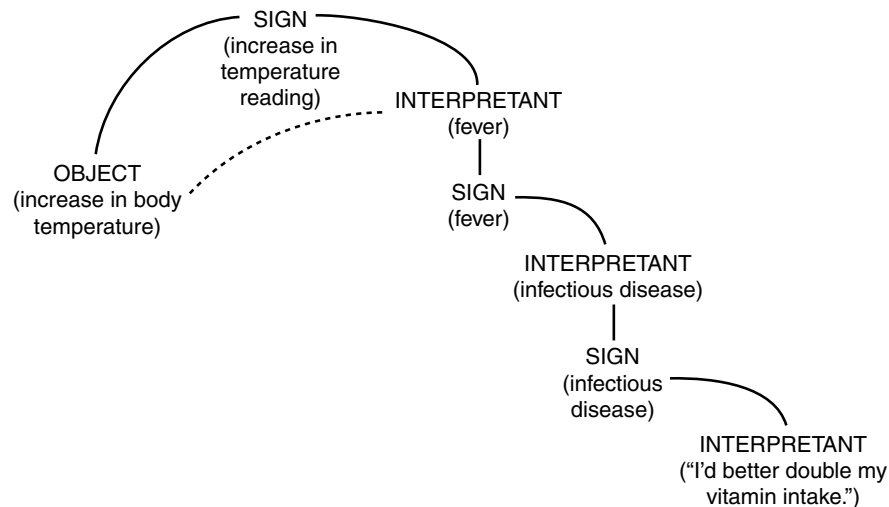 SIGN
(increase in
temperature
reading)
INTERPRETANT
(fever)
OBJECT
(increase in body
temperature)
SIGN
(fever)
INTERPRETANT
(infectious disease)
SIGN
(infectious
disease)
INTERPRETANT
(“I’d better double my
vitamin intake.”)